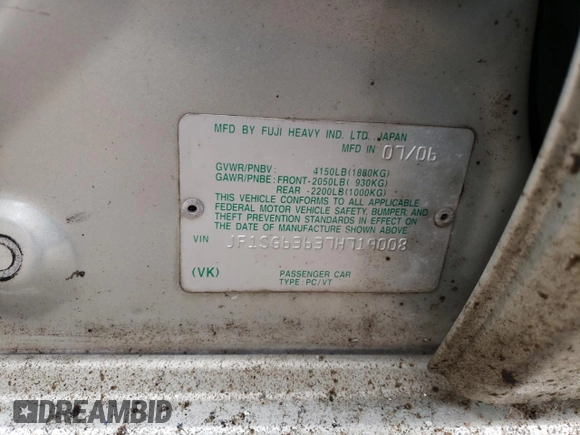 MFD BY FUJI HEAVY IND. LTD. JAPAN
MFD IN 07/06
GVWR/PNBV : 4150LB(1880KG)
GAWR/PNBE: FRONT-2050LB( 930KG)
REAR -2200LB(1000KG)
THIS VEHICLE CONFORMS TO ALL APPLICABLE
FEDERAL MOTOR VEHICLE SAFETY, BUMPER, AND
THEFT PREVENTION STANDARDS IN EFFECT ON
THE DATE OF MANUFACTURE SHOWN ABOVE
VIN JF1SG63637H719008
(VK) PASSENGER CAR
TYPE: PC/VT
DREAMBID